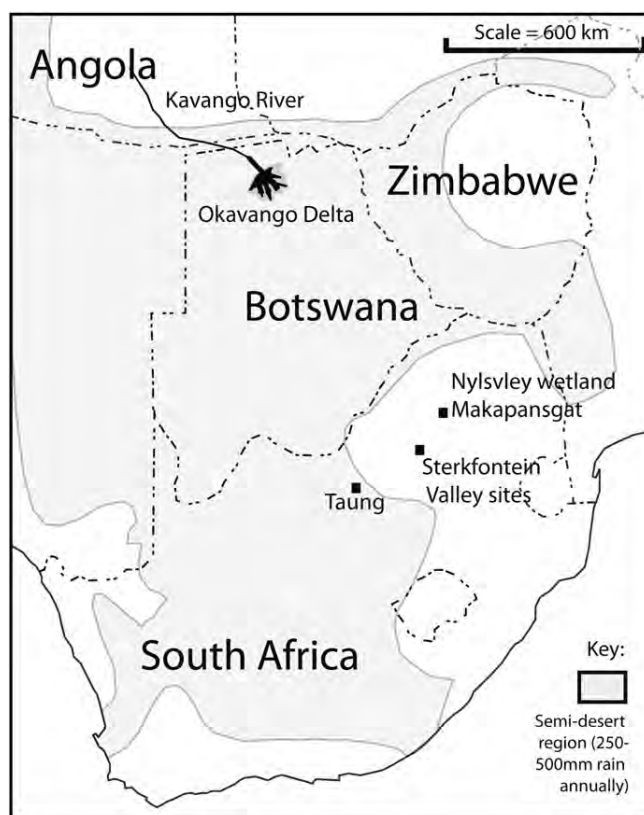 Scale = 600 km
Angola
Kavango River
Zimbabwe
Okavango Delta
Botswana
Nylsvley wetland
Makapansgat
Sterkfontein
Valley sites
Taung
South Africa
Key:
Semi-desert
region (250-
500mm rain
annually)